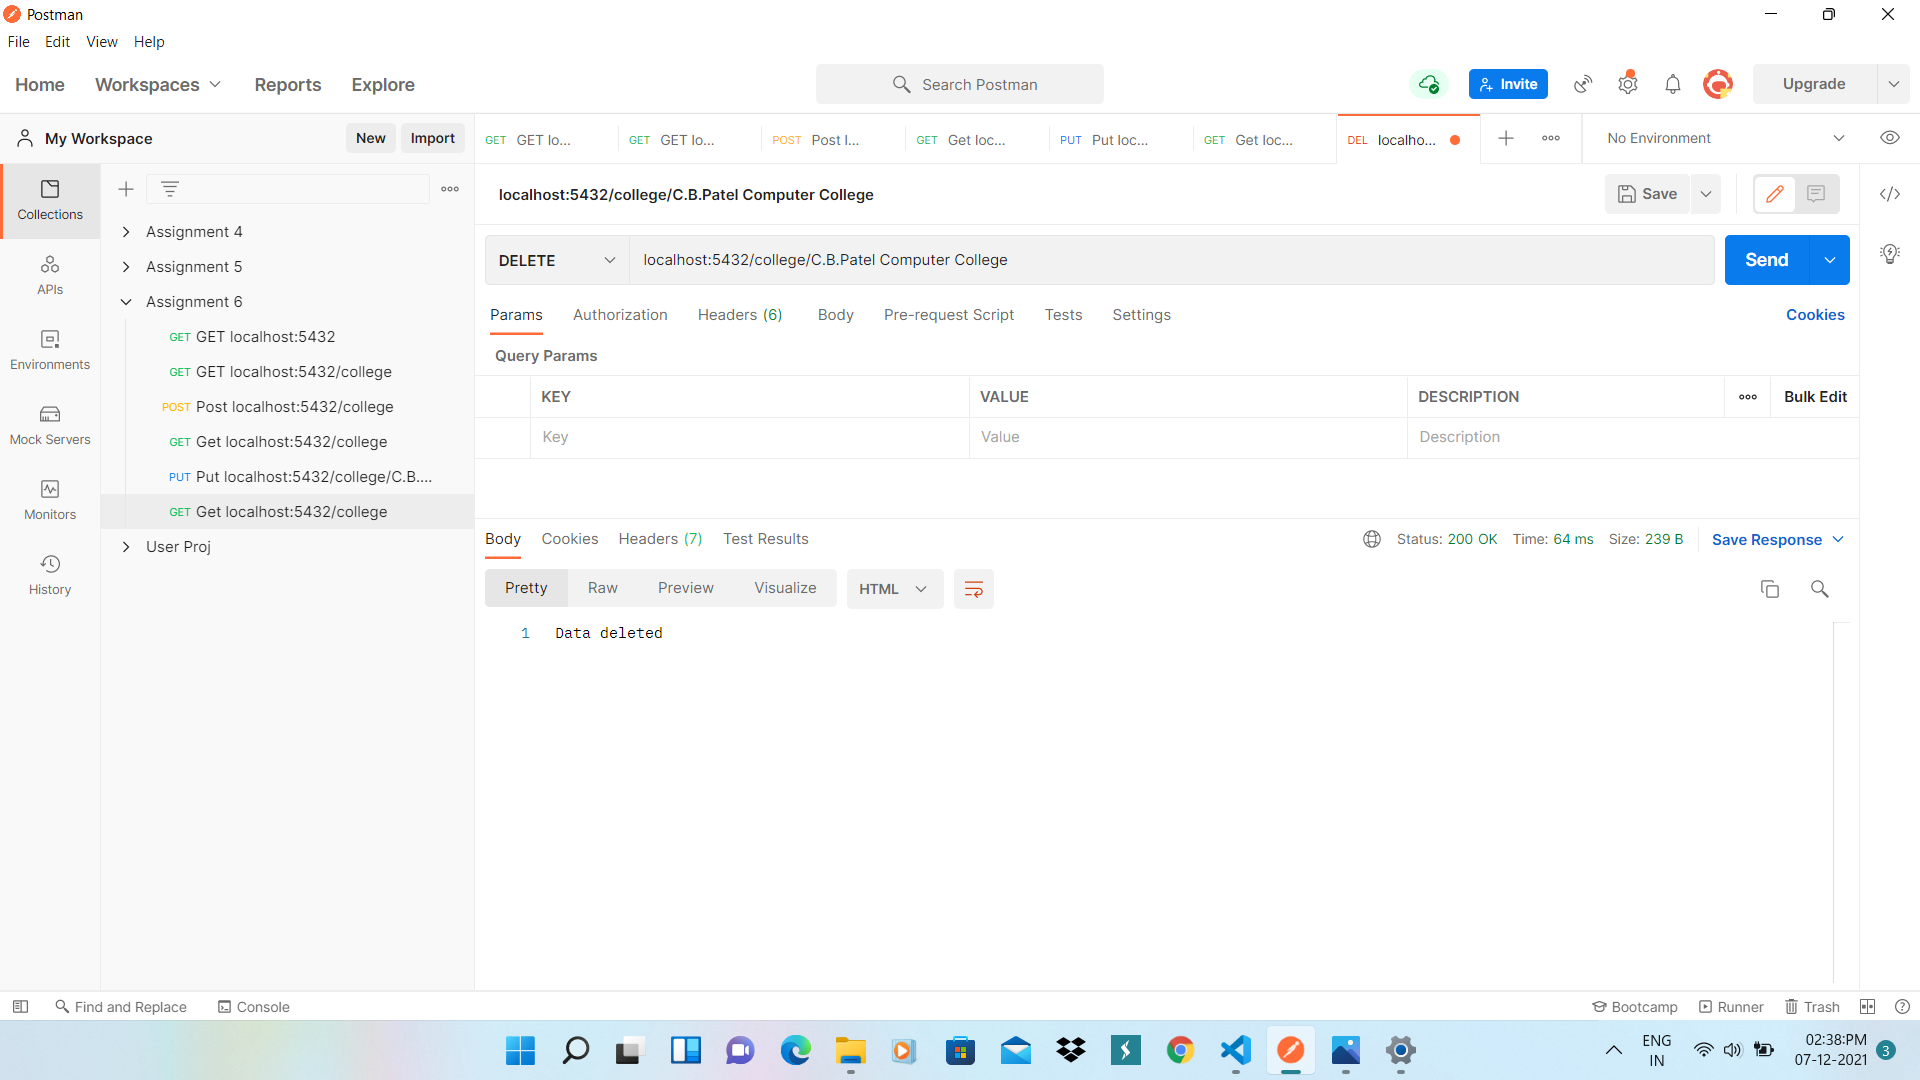 Postman
File Edit View Help
Home Workspaces Reports Explore Search Postman Invite Upgrade
My Workspace New Import GET GET lo... GET GET lo... POST Post l... GET Get loc... PUT Put loc... GET Get loc... DEL localho... No Environment
Collections
APIs
Environments
Mock Servers
Monitors
History
Assignment 4
Assignment 5
Assignment 6
GET GET localhost:5432
GET GET localhost:5432/college
POST Post localhost:5432/college
GET Get localhost:5432/college
PUT Put localhost:5432/college/C.B....
GET Get localhost:5432/college
User Proj
localhost:5432/college/C.B.Patel Computer College Save
DELETE localhost:5432/college/C.B.Patel Computer College Send
Params Authorization Headers (6) Body Pre-request Script Tests Settings Cookies
Query Params
KEY VALUE DESCRIPTION Bulk Edit
Key Value Description
Body Cookies Headers (7) Test Results Status: 200 OK Time: 64 ms Size: 239 B Save Response
Pretty Raw Preview Visualize HTML
1 Data deleted
Find and Replace Console Bootcamp Runner Trash
ENG
IN
02:38:PM
07-12-2021
3